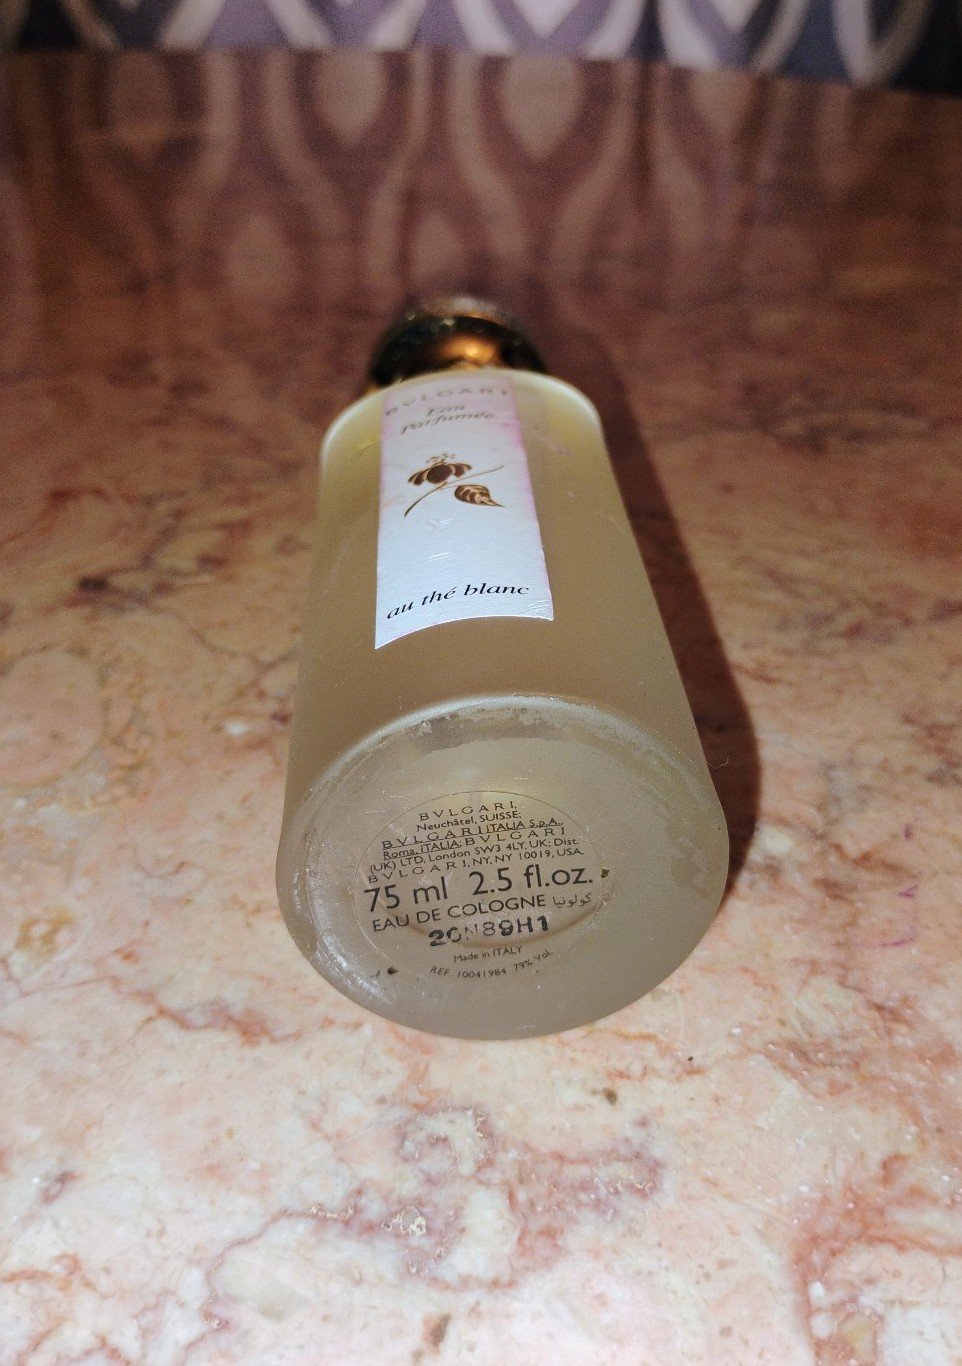 BVLGARI
Eau
Parfumée
au thé blanc
BVLGARI,
Neuchâtel, SUISSE;
BVLGARI ITALIA S.p.A.
Roma, ITALIA; BVLGARI
(UK) LTD, London SW3 4LY, UK; Dist.
BVLGARI, NY, NY 10019, USA.
75 ml 2.5 fl.oz.
EAU DE COLOGNE كولونيا
20N89H1
Made in ITALY
REF. 10041984 79% vol.